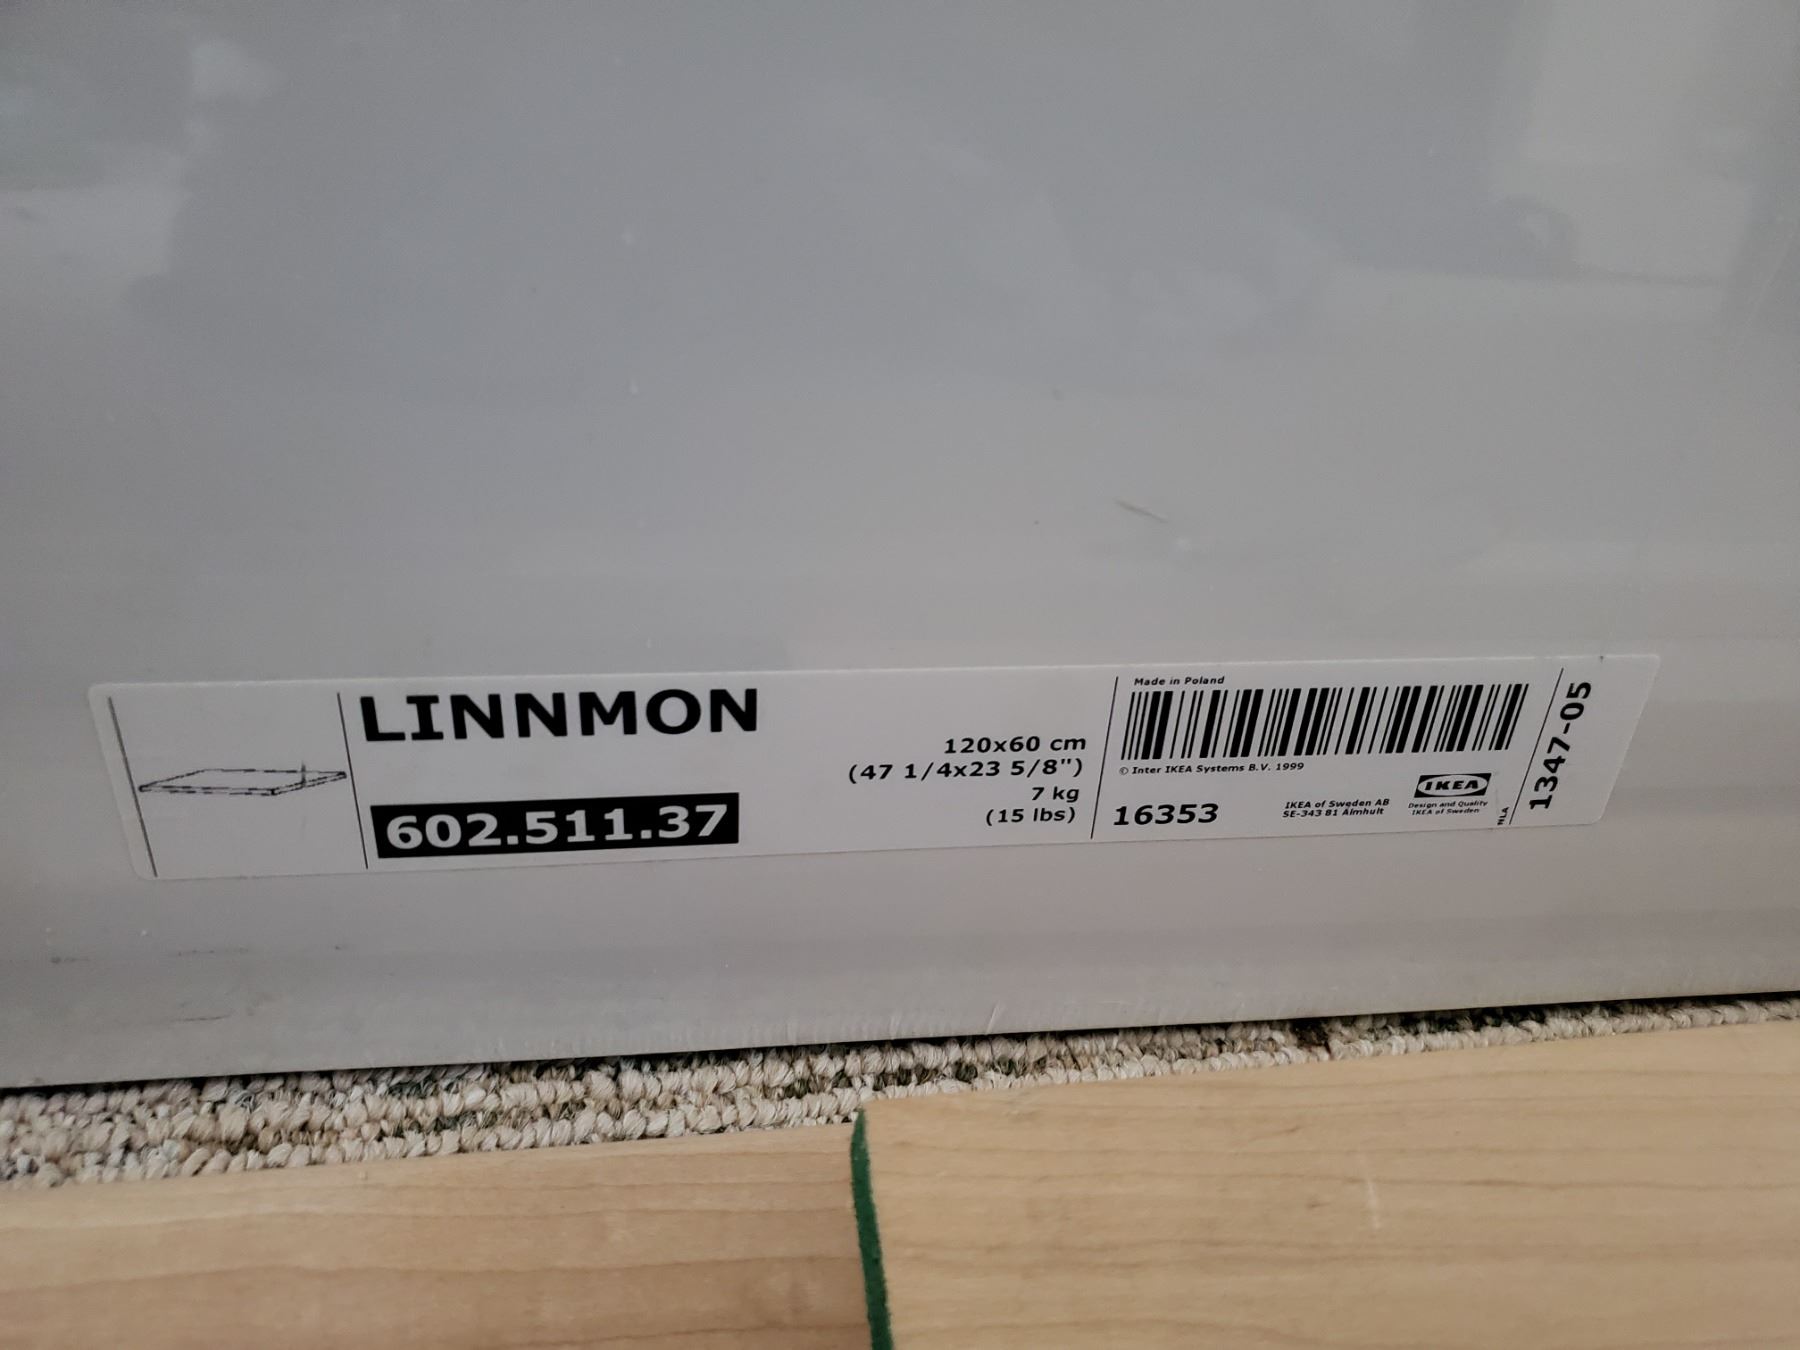 LINNMON
602.511.37
120x60 cm
(47 1/4x23 5/8")
7 kg
(15 lbs)
Made in Poland
© Inter IKEA Systems B.V. 1999
16353
IKEA of Sweden AB
SE-343 81 Älmhult
IKEA
Design and Quality
IKEA of Sweden
NLA
1347-05